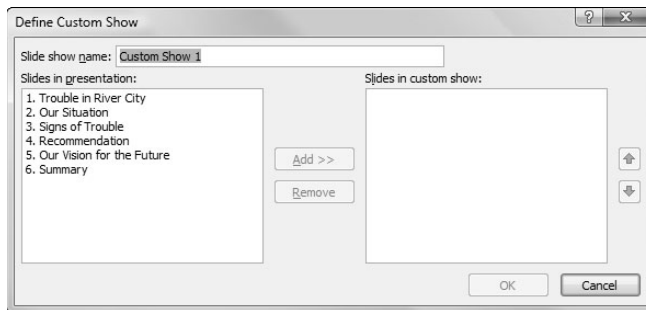 Define Custom Show
Slide show name: Custom Show 1
Slides in presentation:
Slides in custom show:
1. Trouble in River City
2. Our Situation
3. Signs of Trouble
4. Recommendation
5. Our Vision for the Future
6. Summary
Add >>
Remove
OK
Cancel